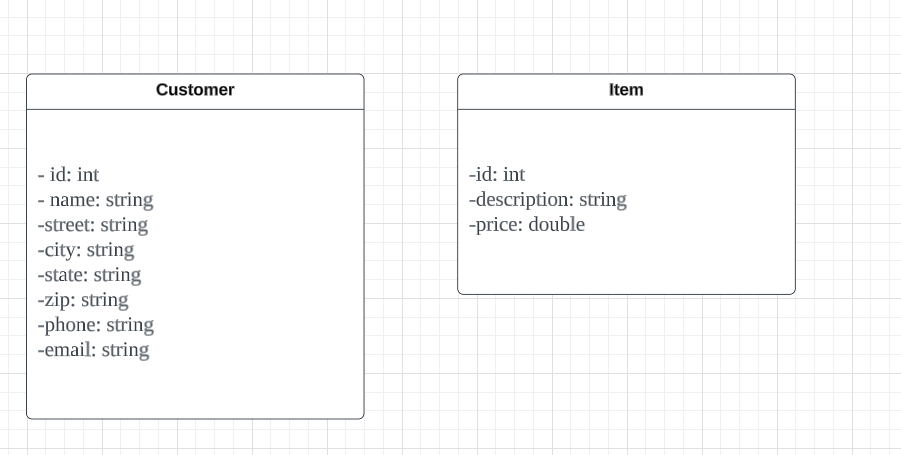 Customer
- id: int
- name: string
-street: string
-city: string
-state: string
-zip: string
-phone: string
-email: string
Item
-id: int
-description: string
-price: double